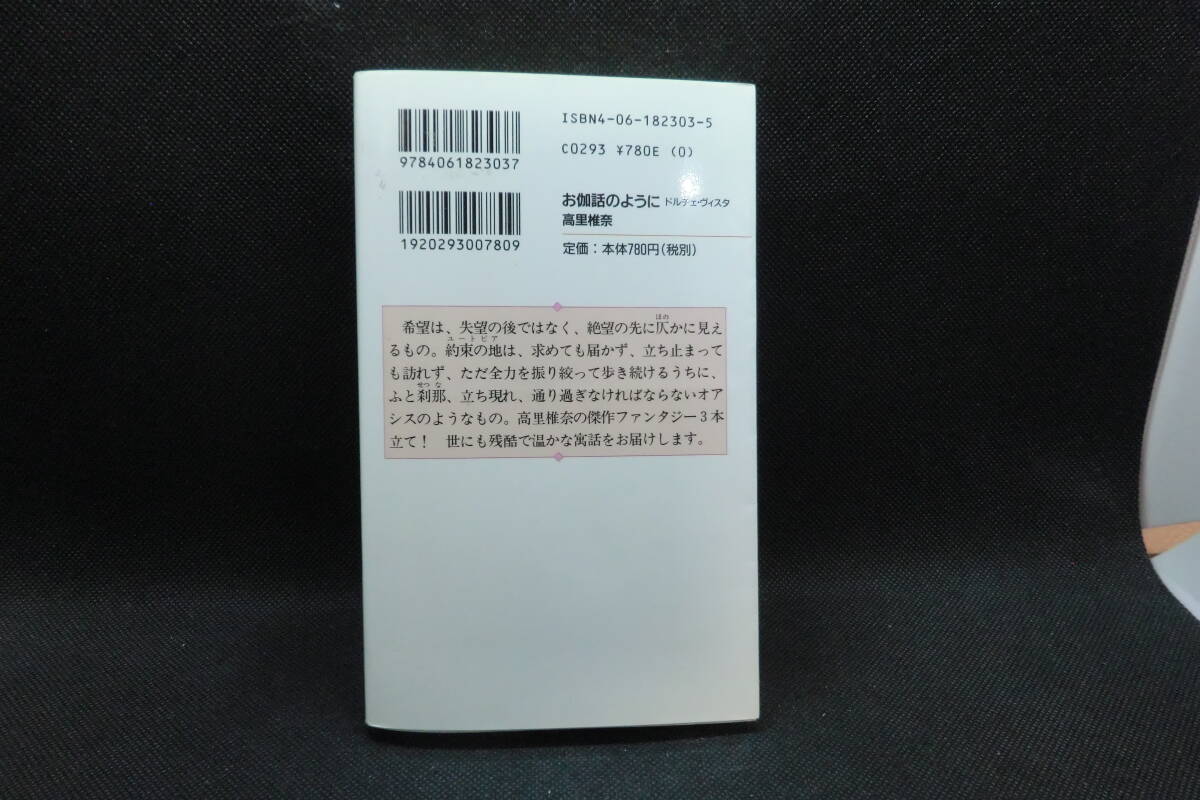 9784061823037
1920293007809
ISBN4-06-182303-5
C0293 ¥780E (0)
お伽話のように ドルチェ・ヴィスタ
高里椎奈
定価：本体780円(税別)
希望は、失望の後ではなく、絶望の先に仄かに見え
るもの。約束の地は、求めても届かず、立ち止まって
も訪れず、ただ全力を振り絞って歩き続けるうちに、
ふと刹那、立ち現れ、通り過ぎなければならないオア
シスのようなもの。高里椎奈の傑作ファンタジー3本
立て！　世にも残酷で温かな寓話をお届けします。
ほの
ユートピア
せつな